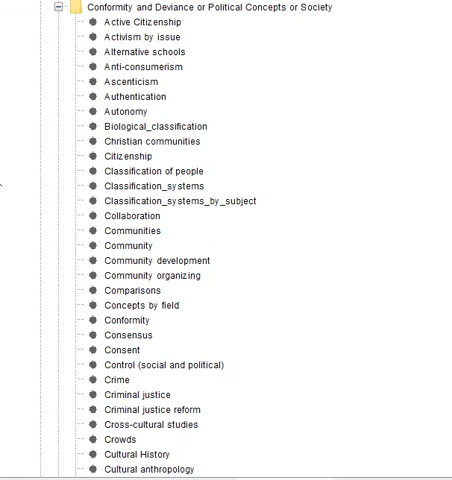 Conformity and Deviance or Political Concepts or Society
Active Citizenship
Activism by issue
Alternative schools
Anti-consumerism
Ascenticism
Authentication
Autonomy
Biological_classification
Christian communities
Citizenship
Classification of people
Classification_systems
Classification_systems_by_subject
Collaboration
Communities
Community
Community development
Community organizing
Comparisons
Concepts by field
Conformity
Consensus
Consent
Control (social and political)
Crime
Criminal justice
Criminal justice reform
Cross-cultural studies
Crowds
Cultural History
Cultural anthropology